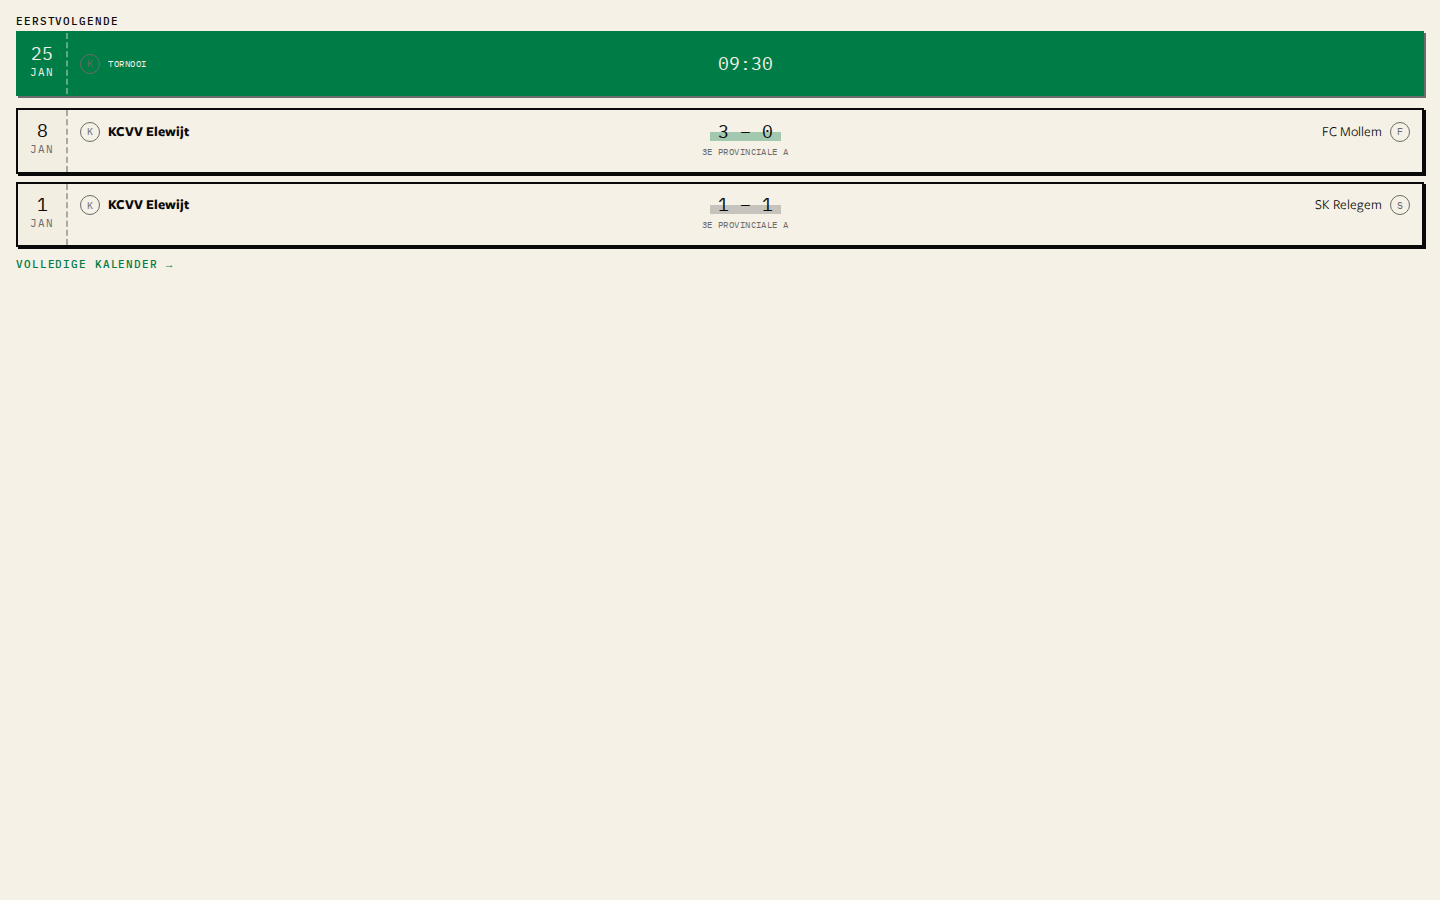 EERSTVOLGENDE
25 JAN K TORNOOI 09:30
8 JAN K KCVV Elewijt 3 – 0 FC Mollem F
3E PROVINCIALE A
1 JAN K KCVV Elewijt 1 – 1 SK Relegem S
3E PROVINCIALE A
VOLLEDIGE KALENDER →